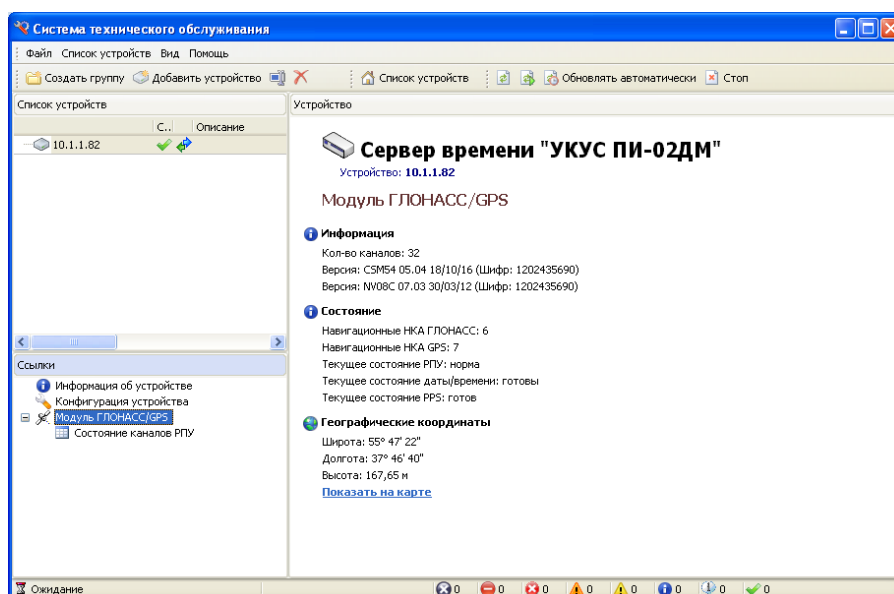 Система технического обслуживания
Файл Список устройств Вид Помощь
Создать группу Добавить устройство Список устройств Обновлять автоматически Стоп
Список устройств
С.. Описание
10.1.1.82
Ссылки
Информация об устройстве
Конфигурация устройства
Модуль ГЛОНАСС/GPS
Состояние каналов РПУ
Устройство
Сервер времени "УКУС ПИ-02ДМ"
Устройство: 10.1.1.82
Модуль ГЛОНАСС/GPS
Информация
Кол-во каналов: 32
Версия: CSM54 05.04 18/10/16 (Шифр: 1202435690)
Версия: NV08C 07.03 30/03/12 (Шифр: 1202435690)
Состояние
Навигационные НКА ГЛОНАСС: 6
Навигационные НКА GPS: 7
Текущее состояние РПУ: норма
Текущее состояние даты/времени: готовы
Текущее состояние PPS: готов
Географические координаты
Широта: 55° 47' 22"
Долгота: 37° 46' 40"
Высота: 167,65 м
Показать на карте
Ожидание 0 0 0 0 0 0 0 0